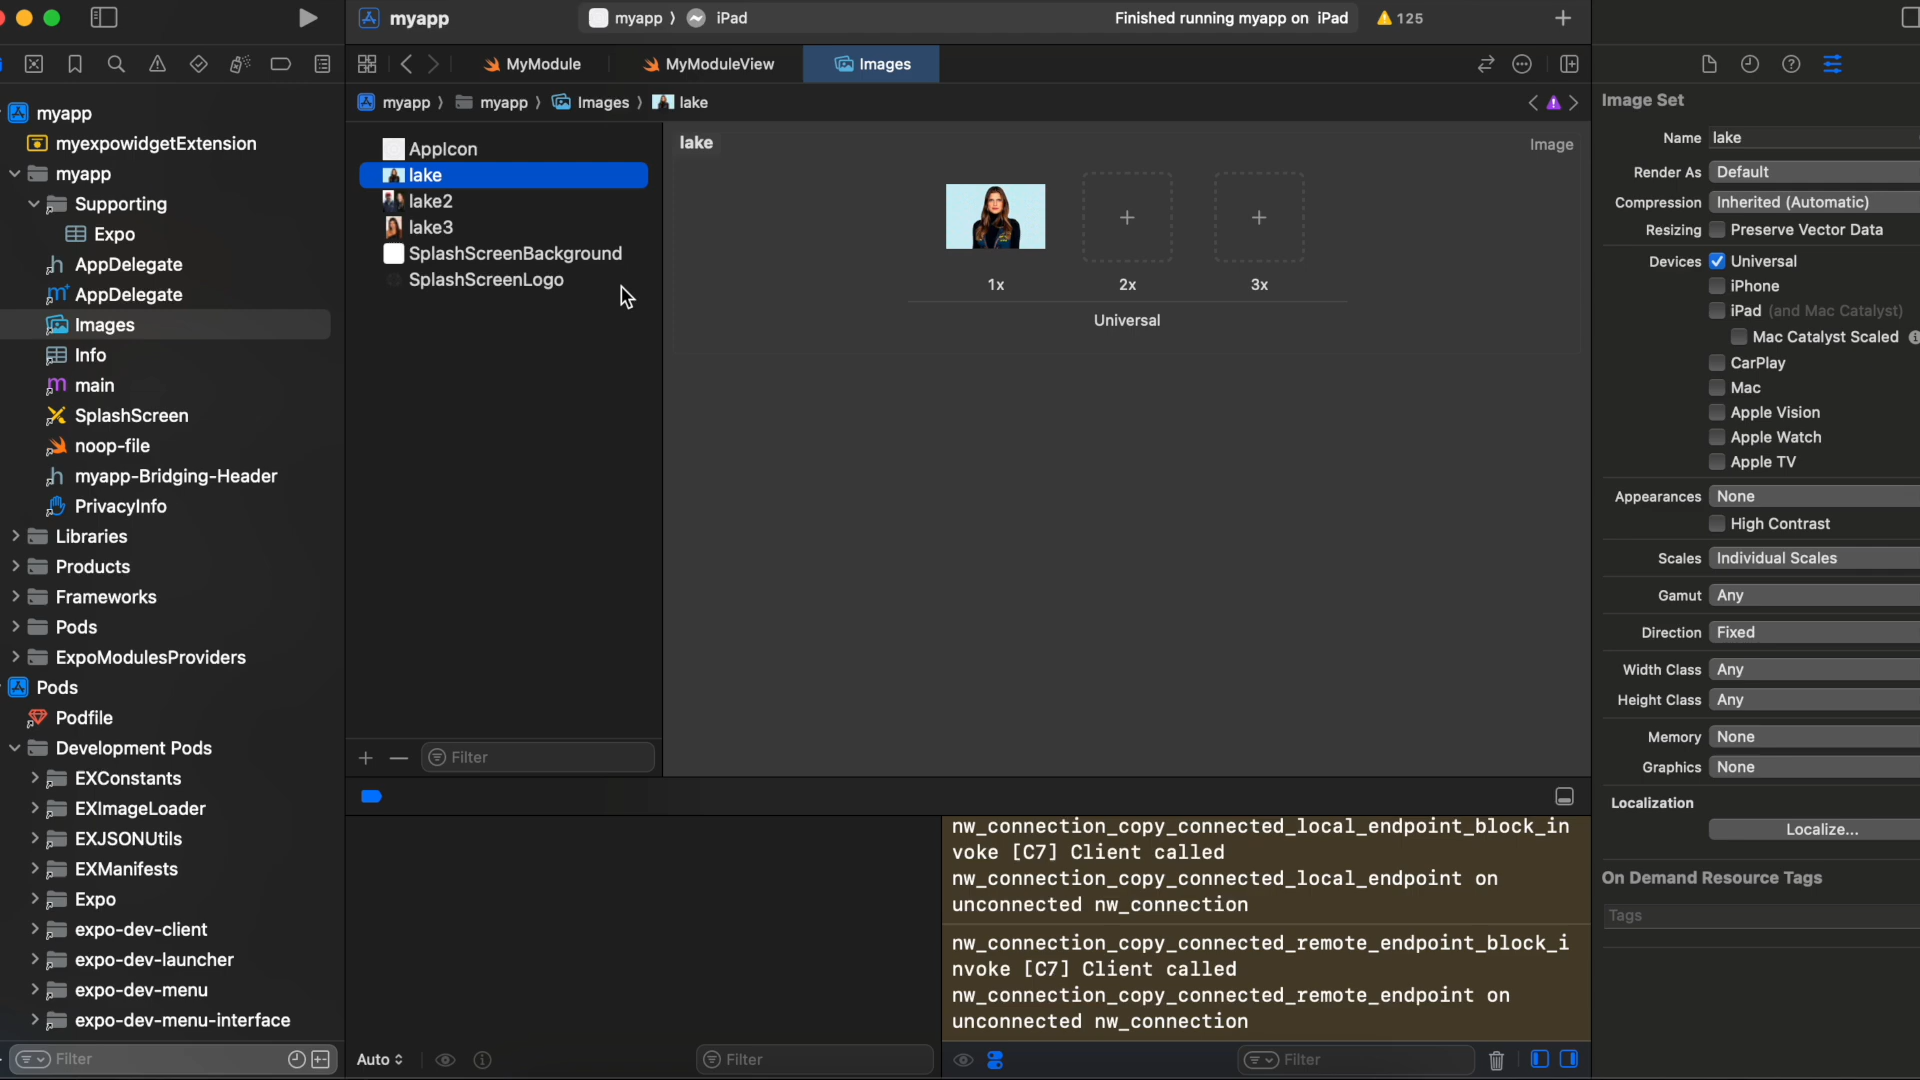 myapp
myapp ⟩ iPad
Finished running myapp on iPad
125
MyModule
MyModuleView
Images
myapp ⟩ myapp ⟩ Images ⟩ lake
myapp
myexpowidgetExtension
myapp
Supporting
Expo
AppDelegate
AppDelegate
Images
Info
main
SplashScreen
noop-file
myapp-Bridging-Header
PrivacyInfo
Libraries
Products
Frameworks
Pods
ExpoModulesProviders
Pods
Podfile
Development Pods
EXConstants
EXImageLoader
EXJSONUtils
EXManifests
Expo
expo-dev-client
expo-dev-launcher
expo-dev-menu
expo-dev-menu-interface
Filter
AppIcon
lake
lake2
lake3
SplashScreenBackground
SplashScreenLogo
Filter
lake
Image
1x 2x 3x
Universal
nw_connection_copy_connected_local_endpoint_block_in
voke [C7] Client called
nw_connection_copy_connected_local_endpoint on
unconnected nw_connection
nw_connection_copy_connected_remote_endpoint_block_i
nvoke [C7] Client called
nw_connection_copy_connected_remote_endpoint on
unconnected nw_connection
Auto
Filter
Filter
Image Set
Name lake
Render As Default
Compression Inherited (Automatic)
Resizing Preserve Vector Data
Devices Universal
iPhone
iPad (and Mac Catalyst)
Mac Catalyst Scaled
CarPlay
Mac
Apple Vision
Apple Watch
Apple TV
Appearances None
High Contrast
Scales Individual Scales
Gamut Any
Direction Fixed
Width Class Any
Height Class Any
Memory None
Graphics None
Localization
Localize...
On Demand Resource Tags
Tags